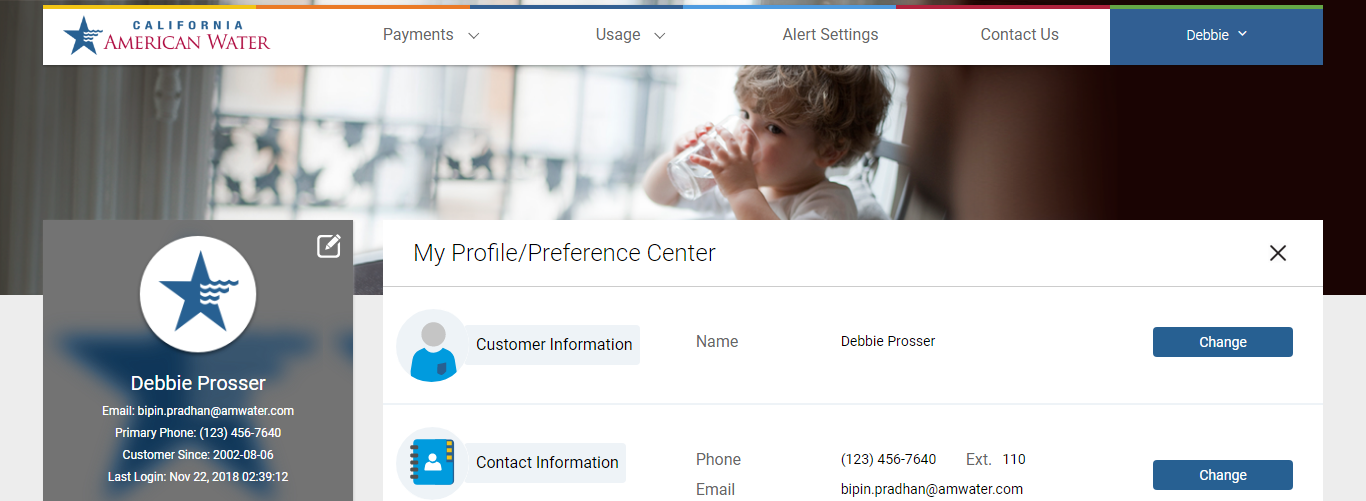 CALIFORNIA
AMERICAN WATER
Payments
Usage
Alert Settings
Contact Us
Debbie
My Profile/Preference Center
Debbie Prosser
Email: bipin.pradhan@amwater.com
Primary Phone: (123) 456-7640
Customer Since: 2002-08-06
Last Login: Nov 22, 2018 02:39:12
Customer Information
Name
Debbie Prosser
Change
Contact Information
Phone
(123) 456-7640
Ext.
110
Email
bipin.pradhan@amwater.com
Change